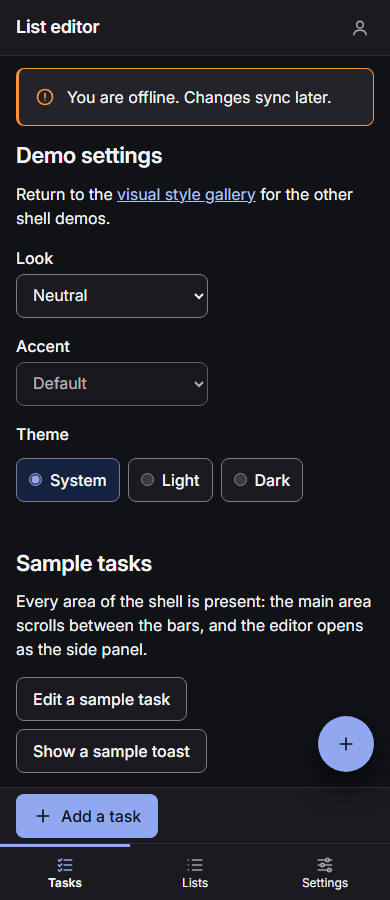 List editor
You are offline. Changes sync later.
Demo settings
Return to the visual style gallery for the other
shell demos.
Look
Neutral
Accent
Default
Theme
System
Light
Dark
Sample tasks
Every area of the shell is present: the main area
scrolls between the bars, and the editor opens
as the side panel.
Edit a sample task
Show a sample toast
Add a task
Tasks
Lists
Settings